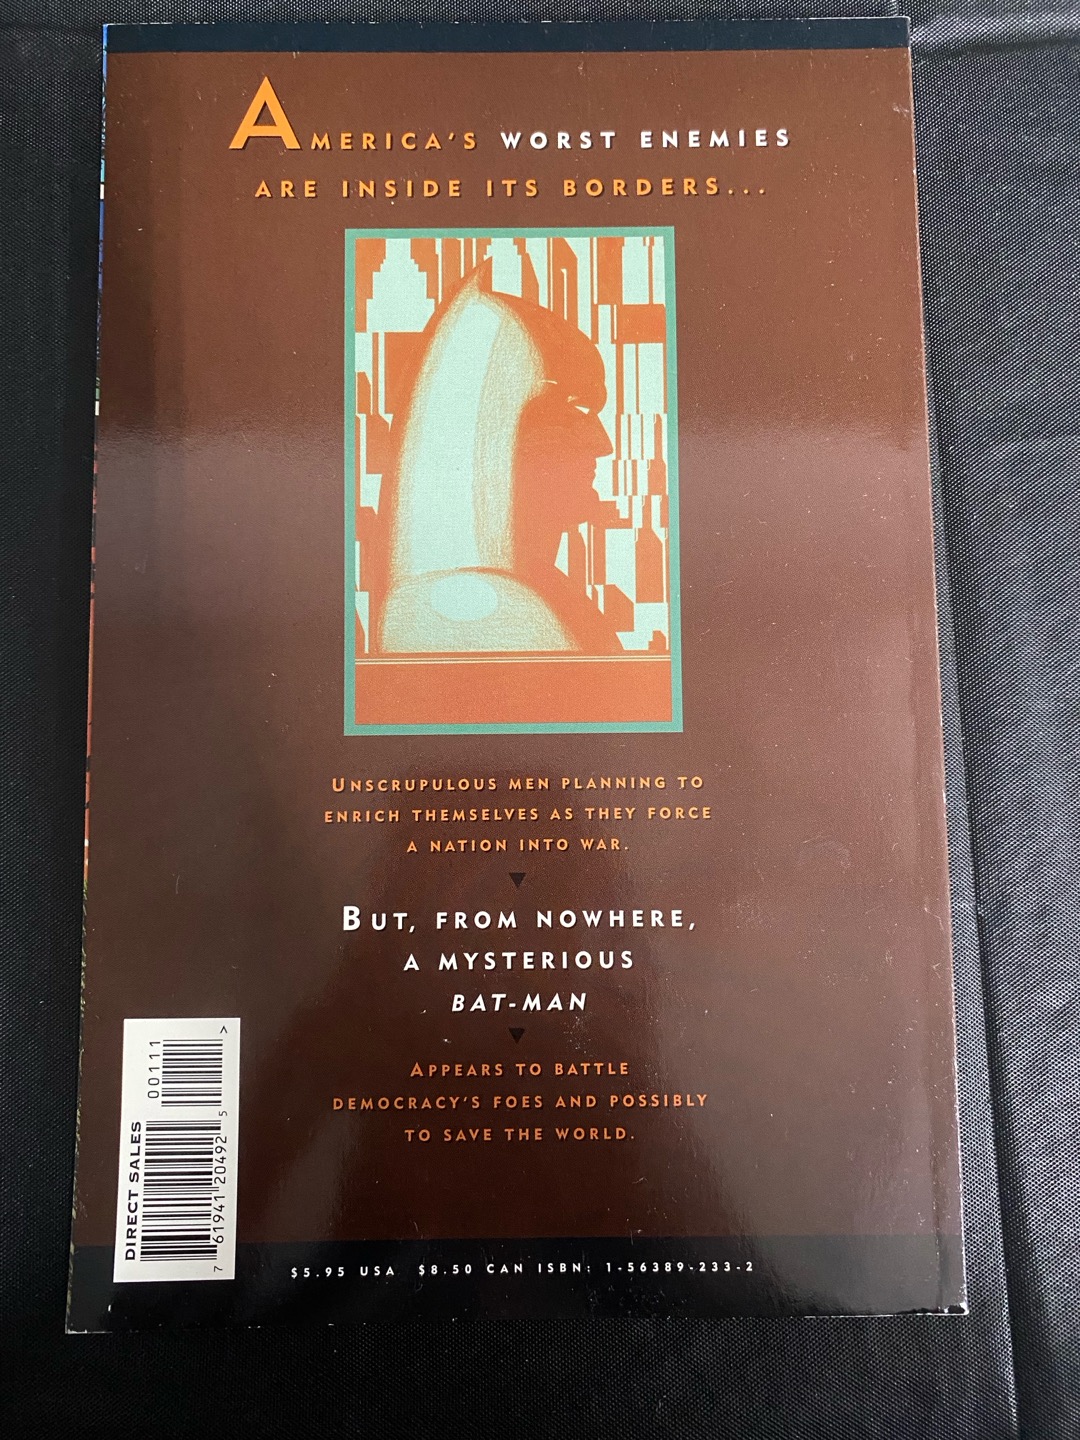 AMERICA'S WORST ENEMIES
ARE INSIDE ITS BORDERS...
UNSCRUPULOUS MEN PLANNING TO
ENRICH THEMSELVES AS THEY FORCE
A NATION INTO WAR.
BUT, FROM NOWHERE,
A MYSTERIOUS
BAT-MAN
APPEARS TO BATTLE
DEMOCRACY'S FOES AND POSSIBLY
TO SAVE THE WORLD.
DIRECT SALES
7 61941 20492 5
00111 >
$5.95 USA $8.50 CAN ISBN: 1-56389-233-2